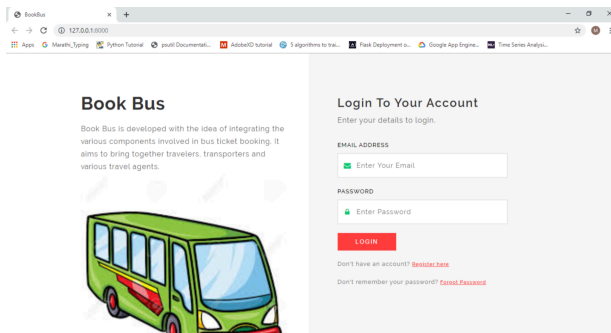 BookBus
127.0.0.1:8000
Apps Marathi_Typing Python Tutorial psutil Documentati... AdobeXD tutorial 5 algorithms to trai... Flask Deployment o... Google App Engine... Time Series Analysi...
Book Bus
Book Bus is developed with the idea of integrating the
various components involved in bus ticket booking. It
aims to bring together travelers, transporters and
various travel agents.
Login To Your Account
Enter your details to login.
EMAIL ADDRESS
Enter Your Email
PASSWORD
Enter Password
LOGIN
Don't have an account? Register here
Don't remember your password? Forgot Password